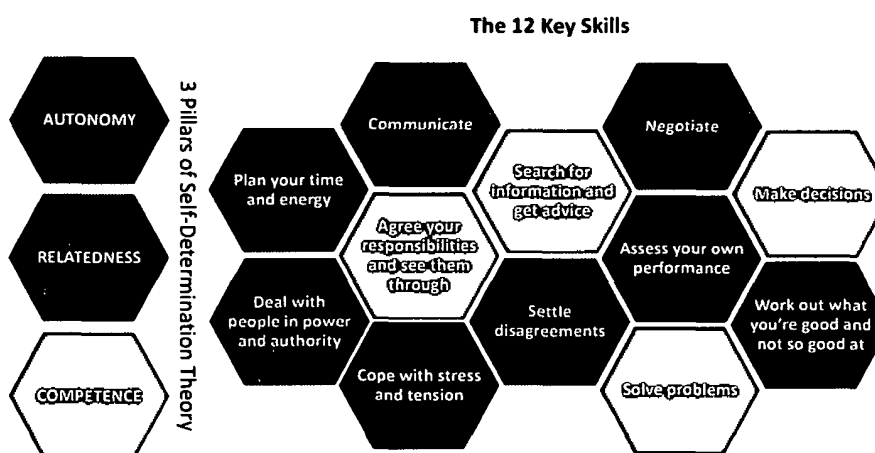 The 12 Key Skills
AUTONOMY
RELATEDNESS
COMPETENCE
3 Pillars of Self-Determination Theory
Communicate
Negotiate
Plan your time
and energy
Search for
information and
get advice
Make decisions
Agree your
responsibilities
and see them
through
Assess your own
performance
Deal with
people in power
and authority
Settle
disagreements
Work out what
you're good and
not so good at
Cope with stress
and tension
Solve problems